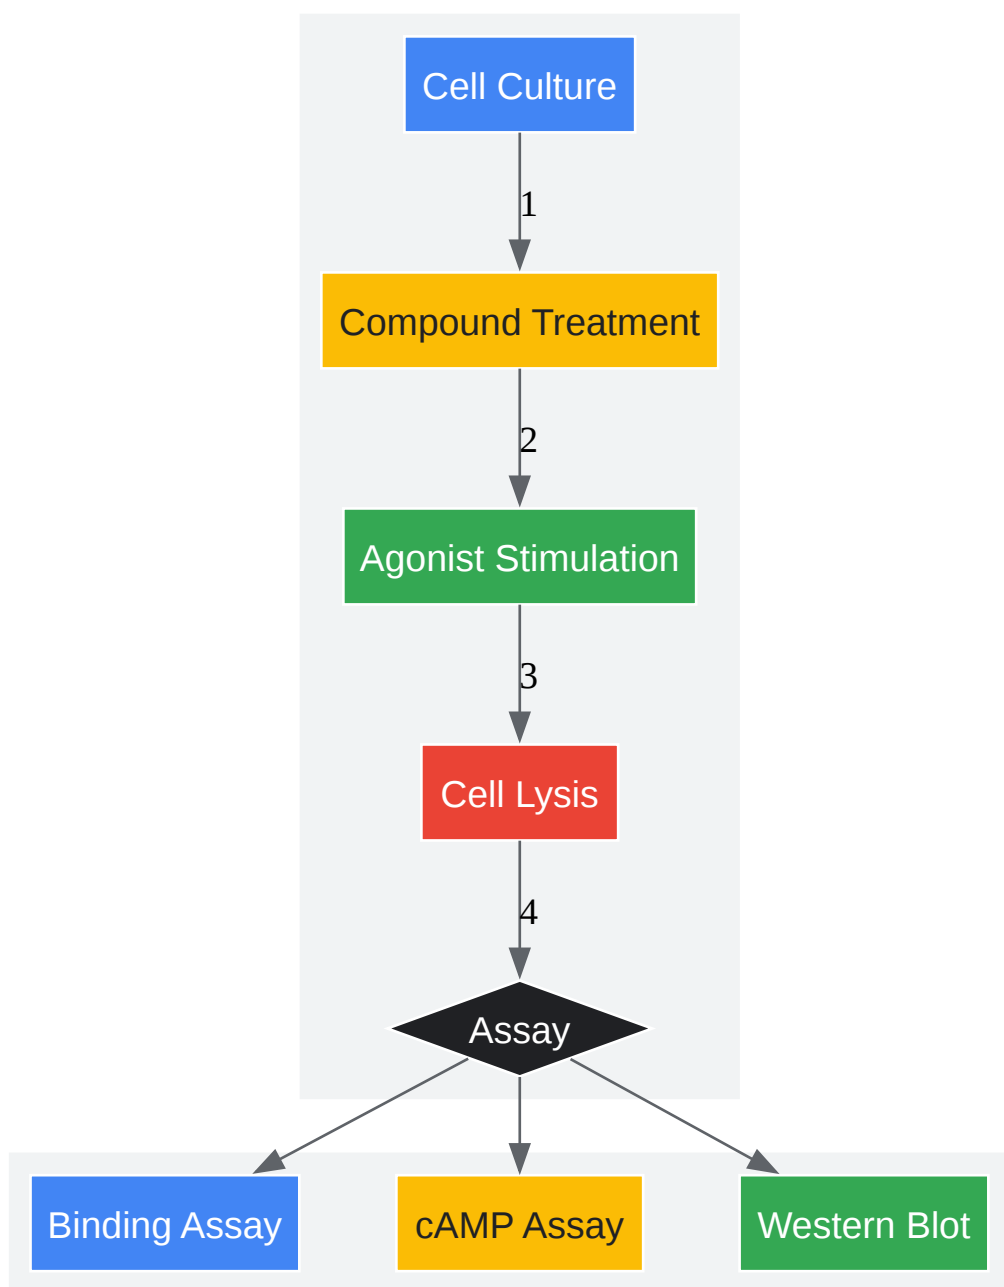 Cell Culture
1
Compound Treatment
2
Agonist Stimulation
3
Cell Lysis
4
Assay
Binding Assay
cAMP Assay
Western Blot